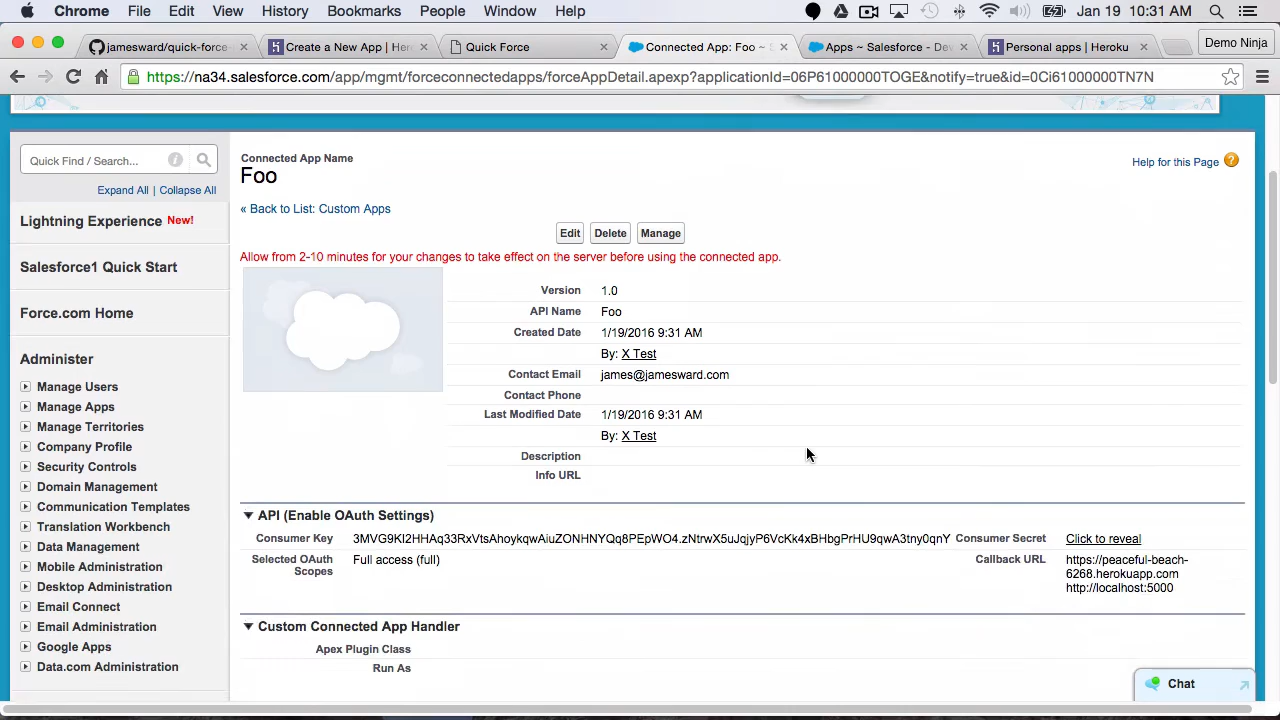 Chrome File Edit View History Bookmarks People Window Help Jan 19 10:31 AM
jamesward/quick-force Create a New App | Her Quick Force Connected App: Foo ~ S Apps ~ Salesforce - Dev Personal apps | Heroku Demo Ninja
https://na34.salesforce.com/app/mgmt/forceconnectedapps/forceAppDetail.apexp?applicationId=06P61000000TOGE&notify=true&id=0Ci61000000TN7N
Quick Find / Search...
Expand All | Collapse All
Lightning Experience New!
Salesforce1 Quick Start
Force.com Home
Administer
Manage Users
Manage Apps
Manage Territories
Company Profile
Security Controls
Domain Management
Communication Templates
Translation Workbench
Data Management
Mobile Administration
Desktop Administration
Email Connect
Email Administration
Google Apps
Data.com Administration
Connected App Name
Foo
Help for this Page
« Back to List: Custom Apps
Edit Delete Manage
Allow from 2-10 minutes for your changes to take effect on the server before using the connected app.
Version 1.0
API Name Foo
Created Date 1/19/2016 9:31 AM
By: X Test
Contact Email james@jamesward.com
Contact Phone
Last Modified Date 1/19/2016 9:31 AM
By: X Test
Description
Info URL
API (Enable OAuth Settings)
Consumer Key 3MVG9KI2HHAq33RxVtsAhoykqwAiuZONHNYQq8PEpWO4.zNtrwX5uJqjyP6VcKk4xBHbgPrHU9qwA3tny0qnY Consumer Secret Click to reveal
Selected OAuth Scopes Full access (full) Callback URL https://peaceful-beach-
6268.herokuapp.com
http://localhost:5000
Custom Connected App Handler
Apex Plugin Class
Run As
Chat